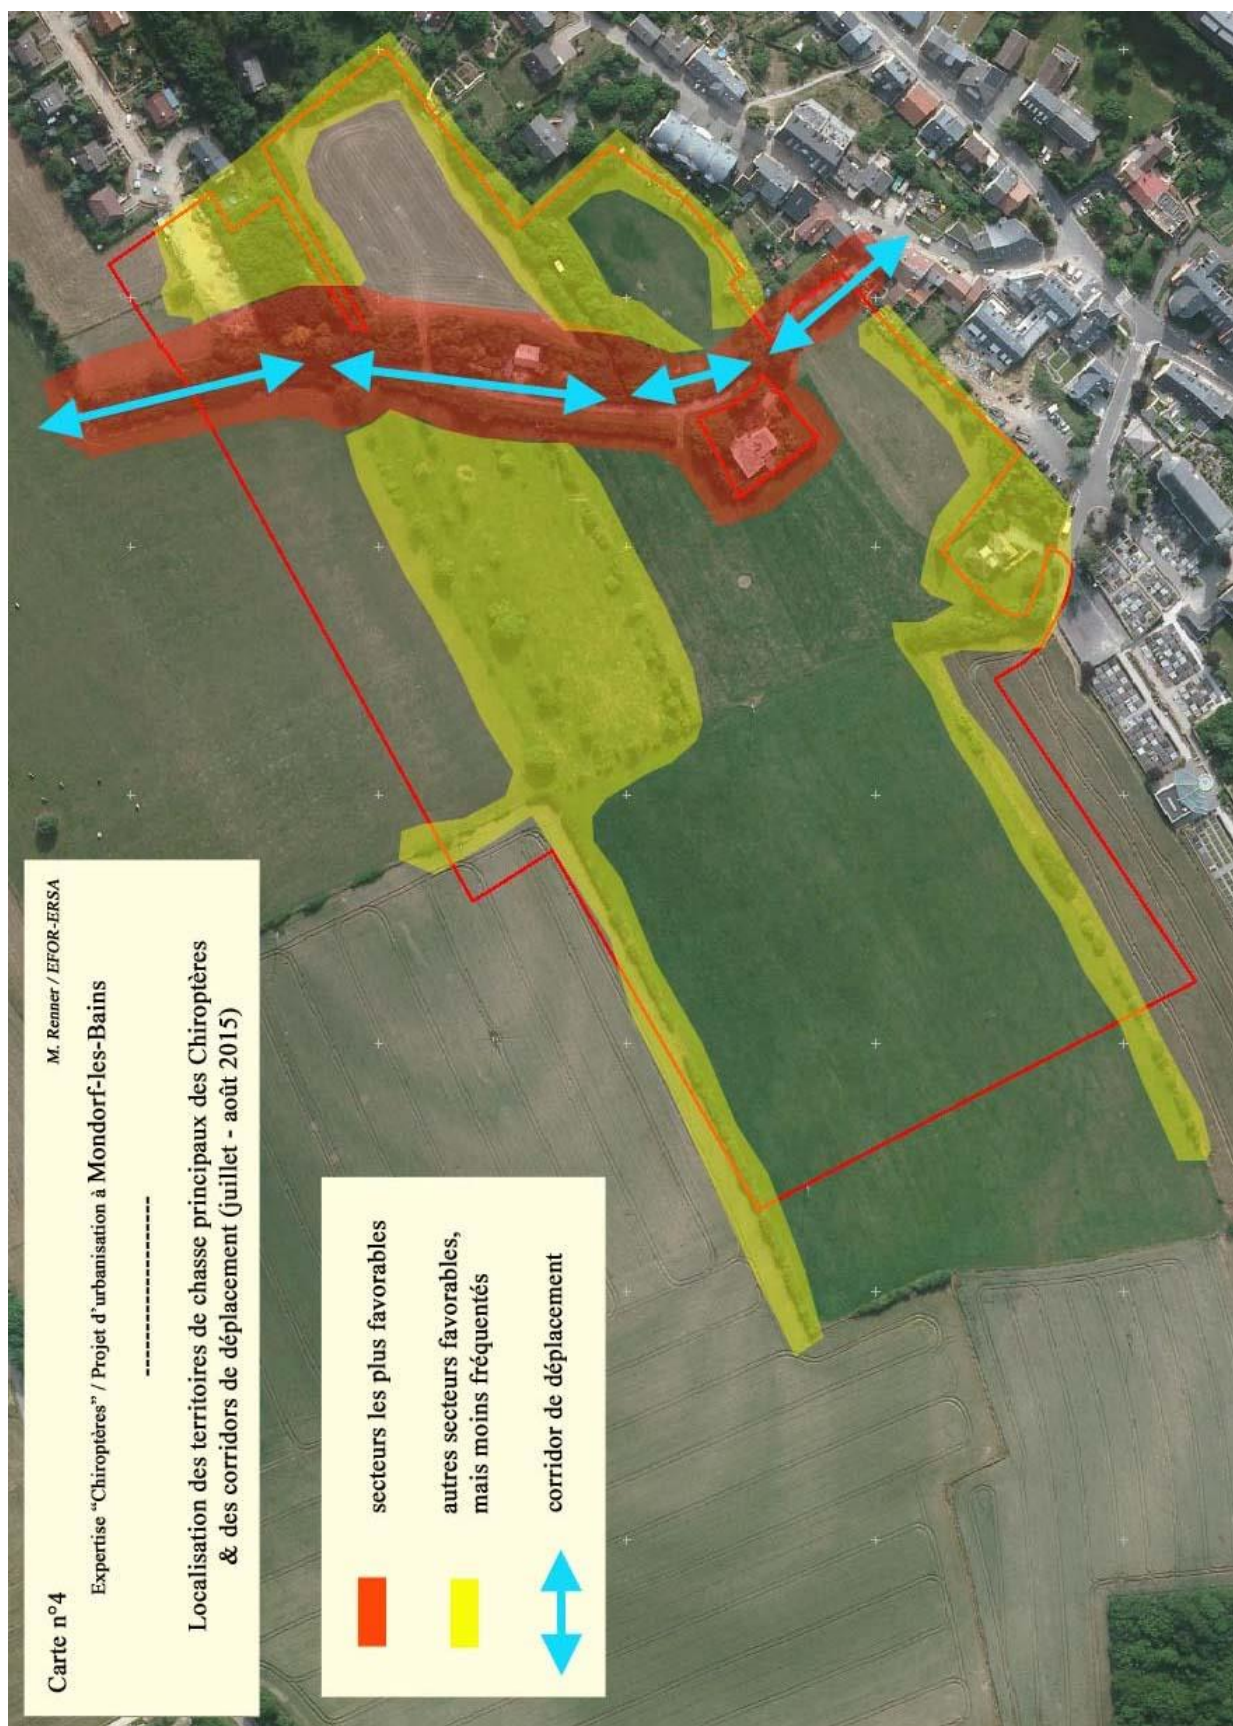 Carte n°4
M. Renner / EFOR-ERSA
Expertise “Chiroptères” / Projet d’urbanisation à Mondorf-les-Bains
-------------------
Localisation des territoires de chasse principaux des Chiroptères
& des corridors de déplacement (juillet - août 2015)
secteurs les plus favorables
autres secteurs favorables,
mais moins fréquentés
corridor de déplacement